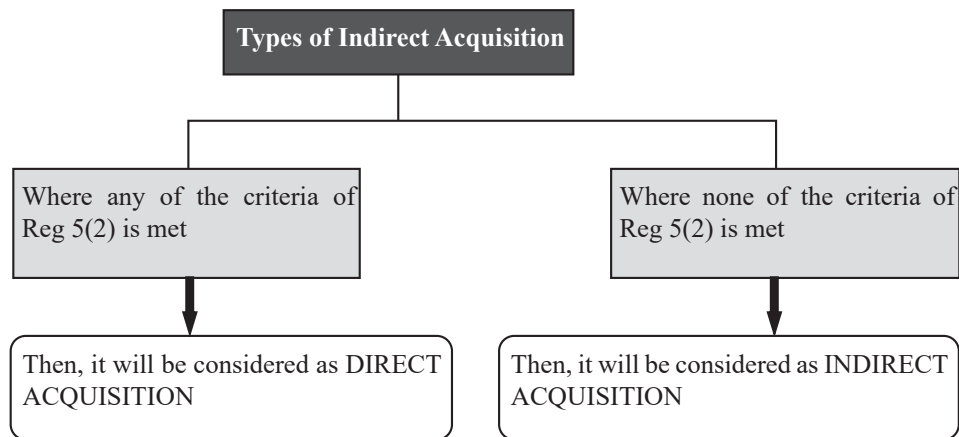 Types of Indirect Acquisition
Where any of the criteria of
Reg 5(2) is met
Where none of the criteria of
Reg 5(2) is met
Then, it will be considered as DIRECT
ACQUISITION
Then, it will be considered as INDIRECT
ACQUISITION